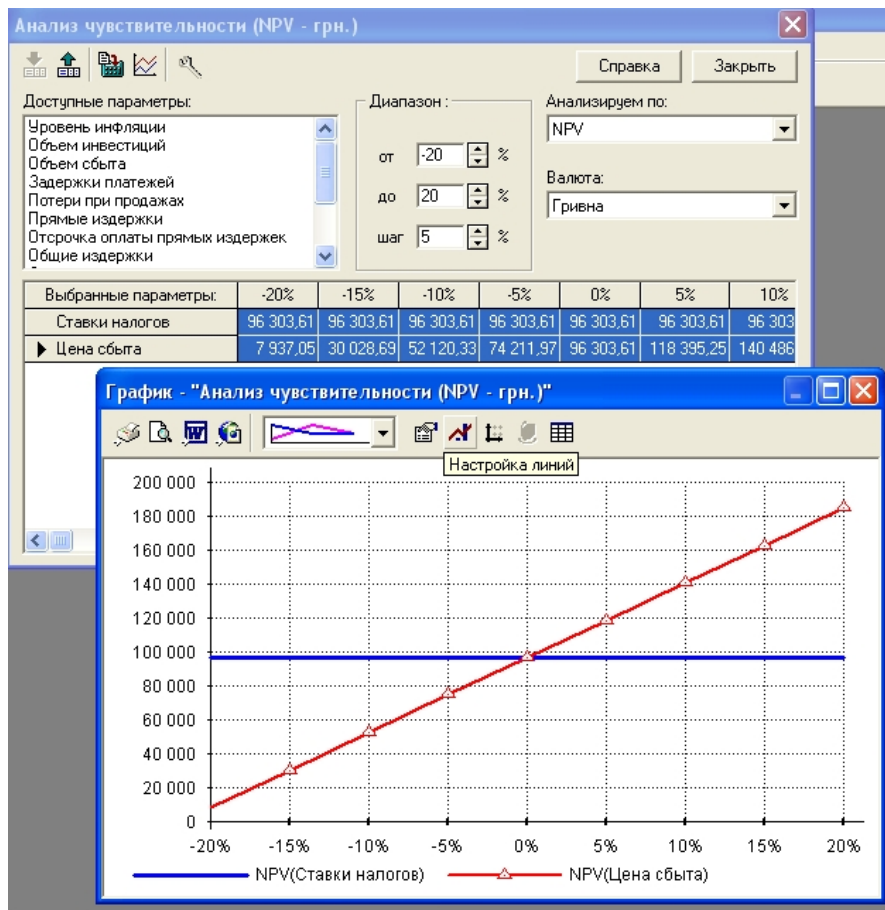 Анализ чувствительности (NPV - грн.)
Справка
Закрыть
Доступные параметры:
Уровень инфляции
Объем инвестиций
Объем сбыта
Задержки платежей
Потери при продажах
Прямые издержки
Отсрочка оплаты прямых издержек
Общие издержки
Диапазон :
от -20 %
до 20 %
шаг 5 %
Анализируем по:
NPV
Валюта:
Гривна
Выбранные параметры: -20% -15% -10% -5% 0% 5% 10%
Ставки налогов 96 303,61 96 303,61 96 303,61 96 303,61 96 303,61 96 303,61 96 303
Цена сбыта 7 937,05 30 028,69 52 120,33 74 211,97 96 303,61 118 395,25 140 486
График - "Анализ чувствительности (NPV - грн.)"
W
Настройка линий
200 000
180 000
160 000
140 000
120 000
100 000
80 000
60 000
40 000
20 000
0
-20% -15% -10% -5% 0% 5% 10% 15% 20%
NPV(Ставки налогов) NPV(Цена сбыта)